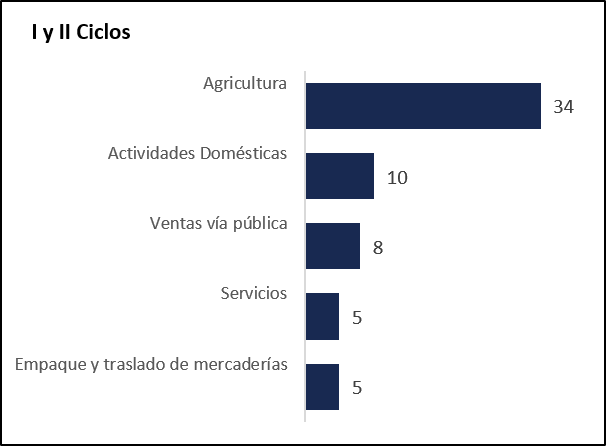 I y II Ciclos
Agricultura
34
Actividades Domésticas
10
Ventas vía pública
8
Servicios
5
Empaque y traslado de mercaderías
5